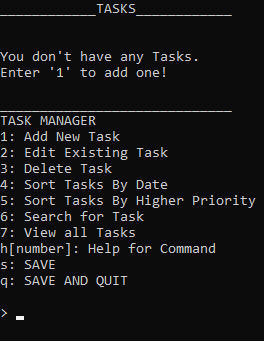 ____________TASKS____________
You don't have any Tasks.
Enter '1' to add one!
_____________________________
TASK MANAGER
1: Add New Task
2: Edit Existing Task
3: Delete Task
4: Sort Tasks By Date
5: Sort Tasks By Higher Priority
6: Search for Task
7: View all Tasks
h[number]: Help for Command
s: SAVE
q: SAVE AND QUIT
> _